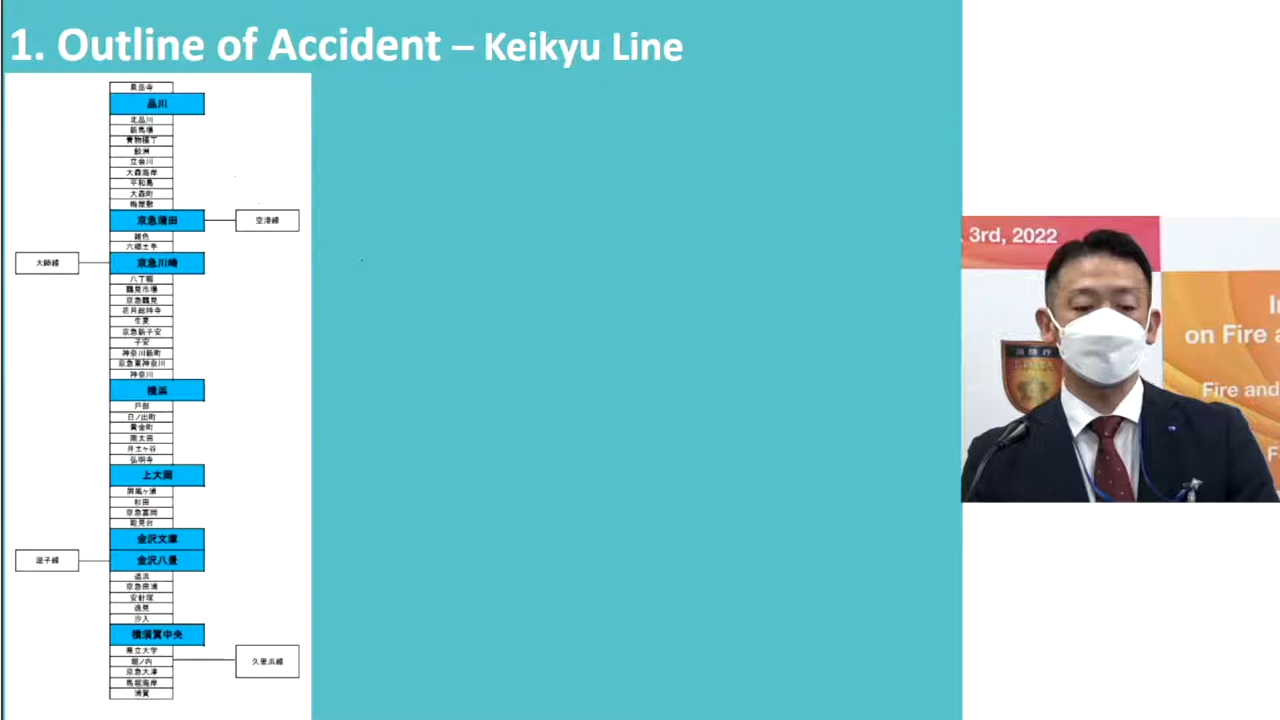 1. Outline of Accident – Keikyu Line
泉岳寺
品川
北品川
新馬場
青物横丁
鮫洲
立会川
大森海岸
平和島
大森町
梅屋敷
京急蒲田
空港線
雑色
六郷土手
大師線
京急川崎
八丁畷
鶴見市場
京急鶴見
花月総持寺
生麦
京急新子安
子安
神奈川新町
京急東神奈川
神奈川
横浜
戸部
日ノ出町
黄金町
南太田
井土ヶ谷
弘明寺
上大岡
屏風ヶ浦
杉田
京急富岡
能見台
金沢文庫
逗子線
金沢八景
追浜
京急田浦
安針塚
逸見
汐入
横須賀中央
県立大学
堀ノ内
久里浜線
京急大津
馬堀海岸
浦賀
3rd, 2022
on Fire
Fire and
消防庁